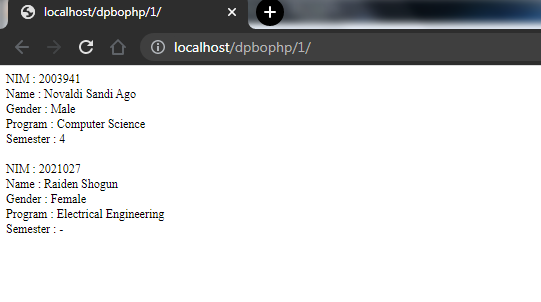 localhost/dpbophp/1/
localhost/dpbophp/1/
NIM : 2003941
Name : Novaldi Sandi Ago
Gender : Male
Program : Computer Science
Semester : 4
NIM : 2021027
Name : Raiden Shogun
Gender : Female
Program : Electrical Engineering
Semester : -